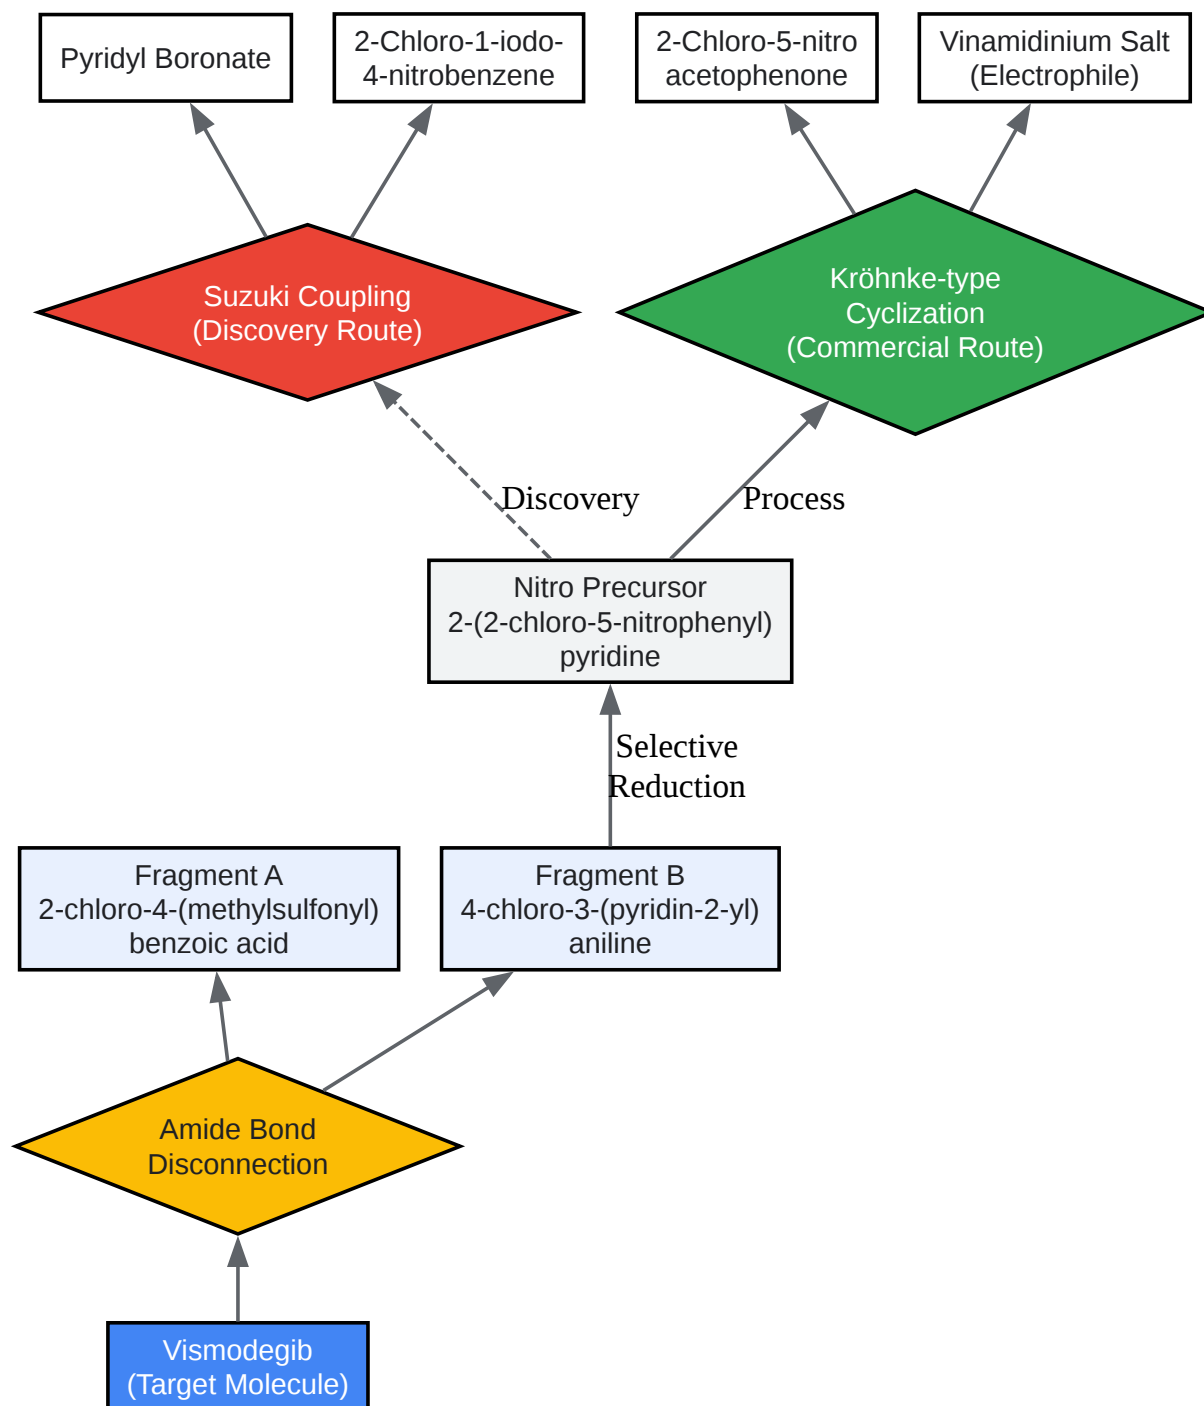 Pyridyl Boronate
2-Chloro-1-iodo-
4-nitrobenzene
2-Chloro-5-nitro
acetophenone
Vinamidinium Salt
(Electrophile)
Suzuki Coupling
(Discovery Route)
Kröhnke-type
Cyclization
(Commercial Route)
Discovery
Process
Nitro Precursor
2-(2-chloro-5-nitrophenyl)
pyridine
Selective
Reduction
Fragment A
2-chloro-4-(methylsulfonyl)
benzoic acid
Fragment B
4-chloro-3-(pyridin-2-yl)
aniline
Amide Bond
Disconnection
Vismodegib
(Target Molecule)